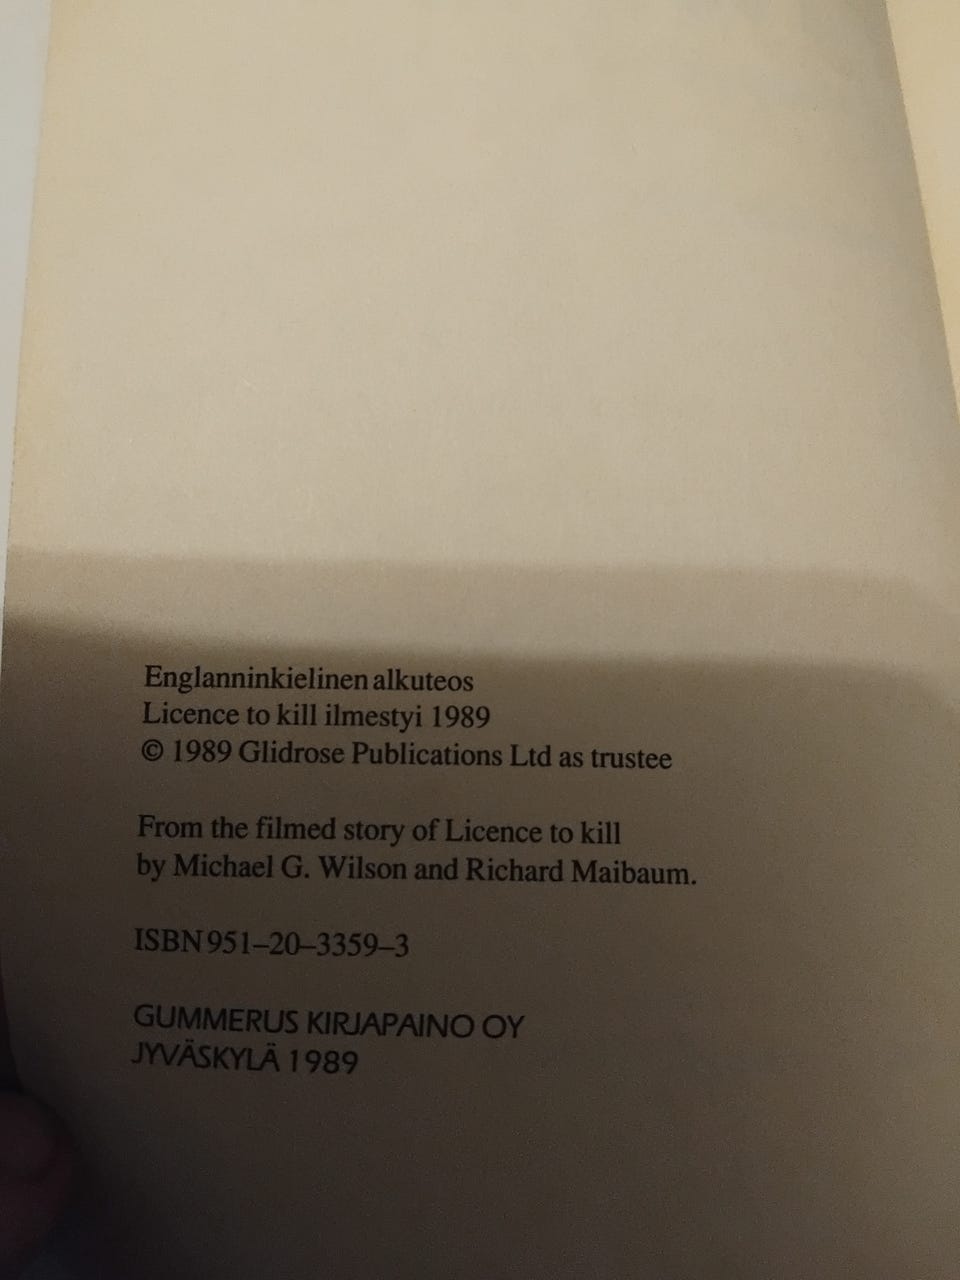 Englanninkielinen alkuteos
Licence to kill ilmestyi 1989
© 1989 Glidrose Publications Ltd as trustee
From the filmed story of Licence to kill
by Michael G. Wilson and Richard Maibaum.
ISBN 951–20–3359–3
GUMMERUS KIRJAPAINO OY
JYVÄSKYLÄ 1989